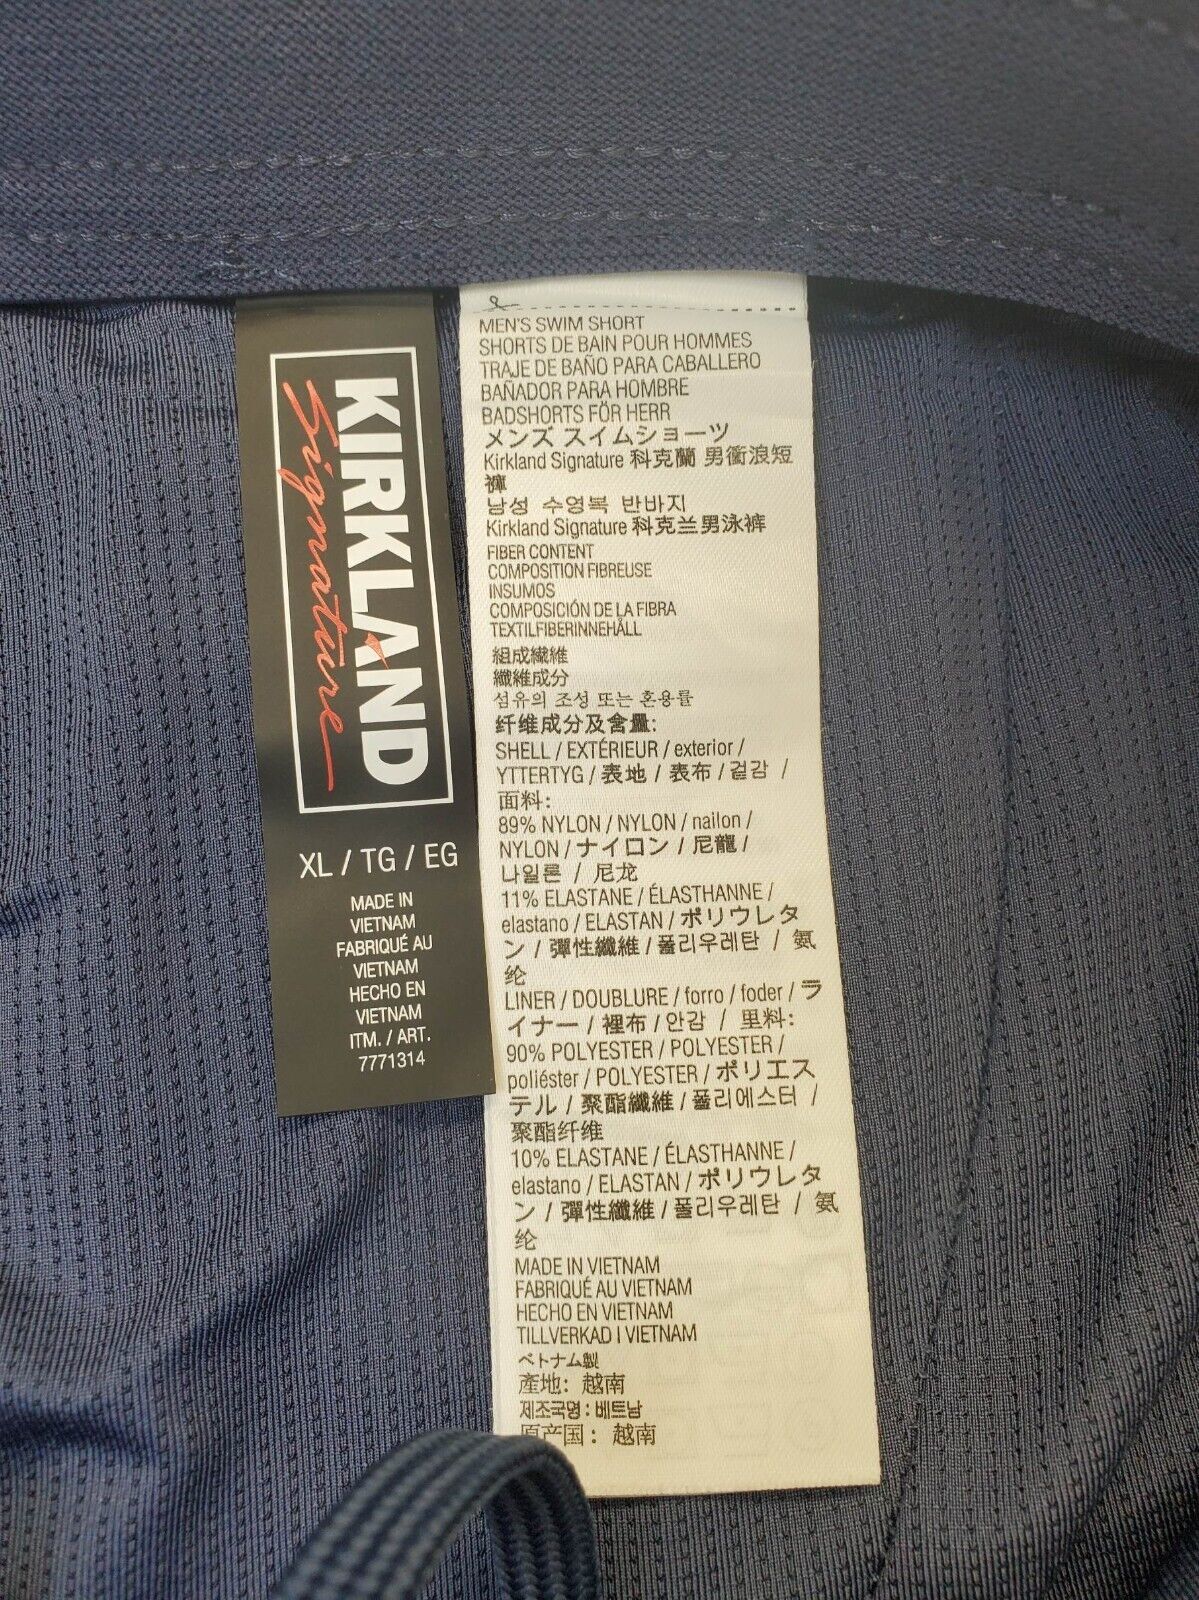 KIRKLAND
Signature
XL / TG / EG
MADE IN
VIETNAM
FABRIQUÉ AU
VIETNAM
HECHO EN
VIETNAM
ITM. / ART.
7771314
MEN'S SWIM SHORT
SHORTS DE BAIN POUR HOMMES
TRAJE DE BAÑO PARA CABALLERO
BAÑADOR PARA HOMBRE
BADSHORTS FÖR HERR
メンズ スイムショーツ
Kirkland Signature 科克蘭 男衝浪短
褲
남성 수영복 반바지
Kirkland Signature 科克兰男泳裤
FIBER CONTENT
COMPOSITION FIBREUSE
INSUMOS
COMPOSICIÓN DE LA FIBRA
TEXTILFIBERINNEHÅLL
組成繊維
纖維成分
섬유의 조성 또는 혼용률
纤维成分及含量:
SHELL / EXTÉRIEUR / exterior /
YTTERTYG / 表地 / 表布 / 겉감 /
面料:
89% NYLON / NYLON / nailon /
NYLON / ナイロン / 尼龍 /
나일론 / 尼龙
11% ELASTANE / ÉLASTHANNE /
elastano / ELASTAN / ポリウレタ
ン / 彈性纖維 / 폴리우레탄 / 氨
纶
LINER / DOUBLURE / forro / foder / ラ
イナー / 裡布 / 안감 / 里料:
90% POLYESTER / POLYESTER /
poliéster / POLYESTER / ポリエス
テル / 聚酯纖維 / 폴리에스터 /
聚酯纤维
10% ELASTANE / ÉLASTHANNE /
elastano / ELASTAN / ポリウレタ
ン / 彈性纖維 / 폴리우레탄 / 氨
纶
MADE IN VIETNAM
FABRIQUÉ AU VIETNAM
HECHO EN VIETNAM
TILLVERKAD I VIETNAM
ベトナム製
產地: 越南
제조국명 : 베트남
原产国 : 越南